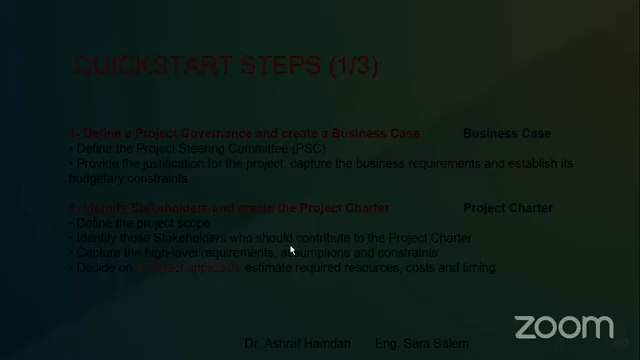 QUICKSTART STEPS (1/3)
1- Define a Project Governance and create a Business Case Business Case
• Define the Project Steering Committee (PSC)
• Provide the justification for the project, capture the business requirements and establish its
budgetary constraints
2- Identify Stakeholders and create the Project Charter Project Charter
• Define the project scope
• Identify those Stakeholders who should contribute to the Project Charter
• Capture the high-level requirements, assumptions and constraints
• Decide on approach, estimate required resources, costs and timing
Dr. Ashraf Hamdan Eng. Sara Salem
zoom